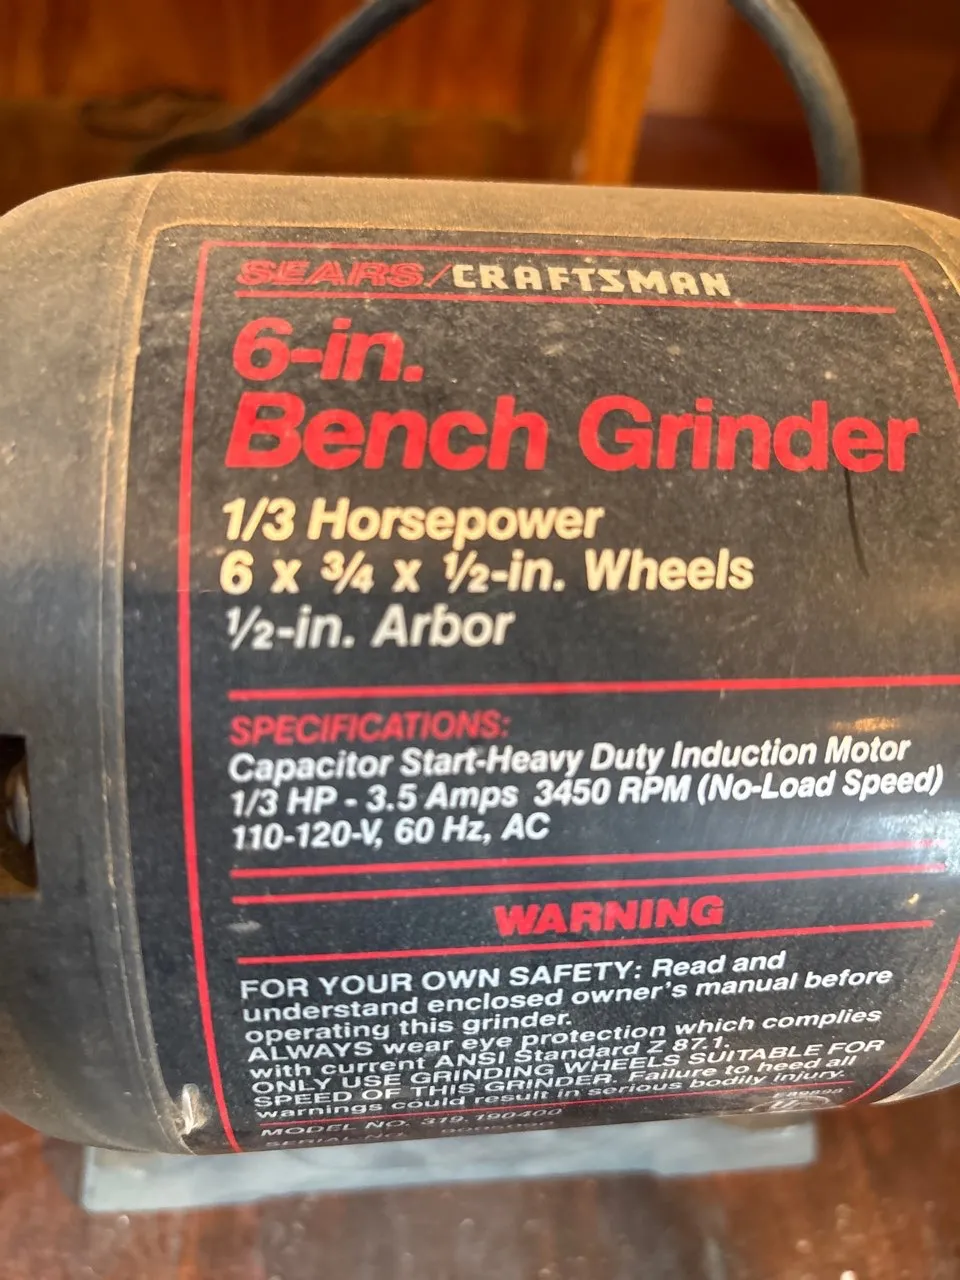 SEARS/CRAFTSMAN
6-in.
Bench Grinder
1/3 Horsepower
6 x ¾ x ½-in. Wheels
½-in. Arbor
SPECIFICATIONS:
Capacitor Start-Heavy Duty Induction Motor
1/3 HP - 3.5 Amps 3450 RPM (No-Load Speed)
110-120-V, 60 Hz, AC
WARNING
FOR YOUR OWN SAFETY: Read and
understand enclosed owner's manual before
operating this grinder.
ALWAYS wear eye protection which complies
with current ANSI Standard Z 87.1.
ONLY USE GRINDING WHEELS SUITABLE FOR
SPEED OF THIS GRINDER. Failure to heed all
warnings could result in serious bodily injury.
MODEL NO. 319.190400
SERIAL NO.